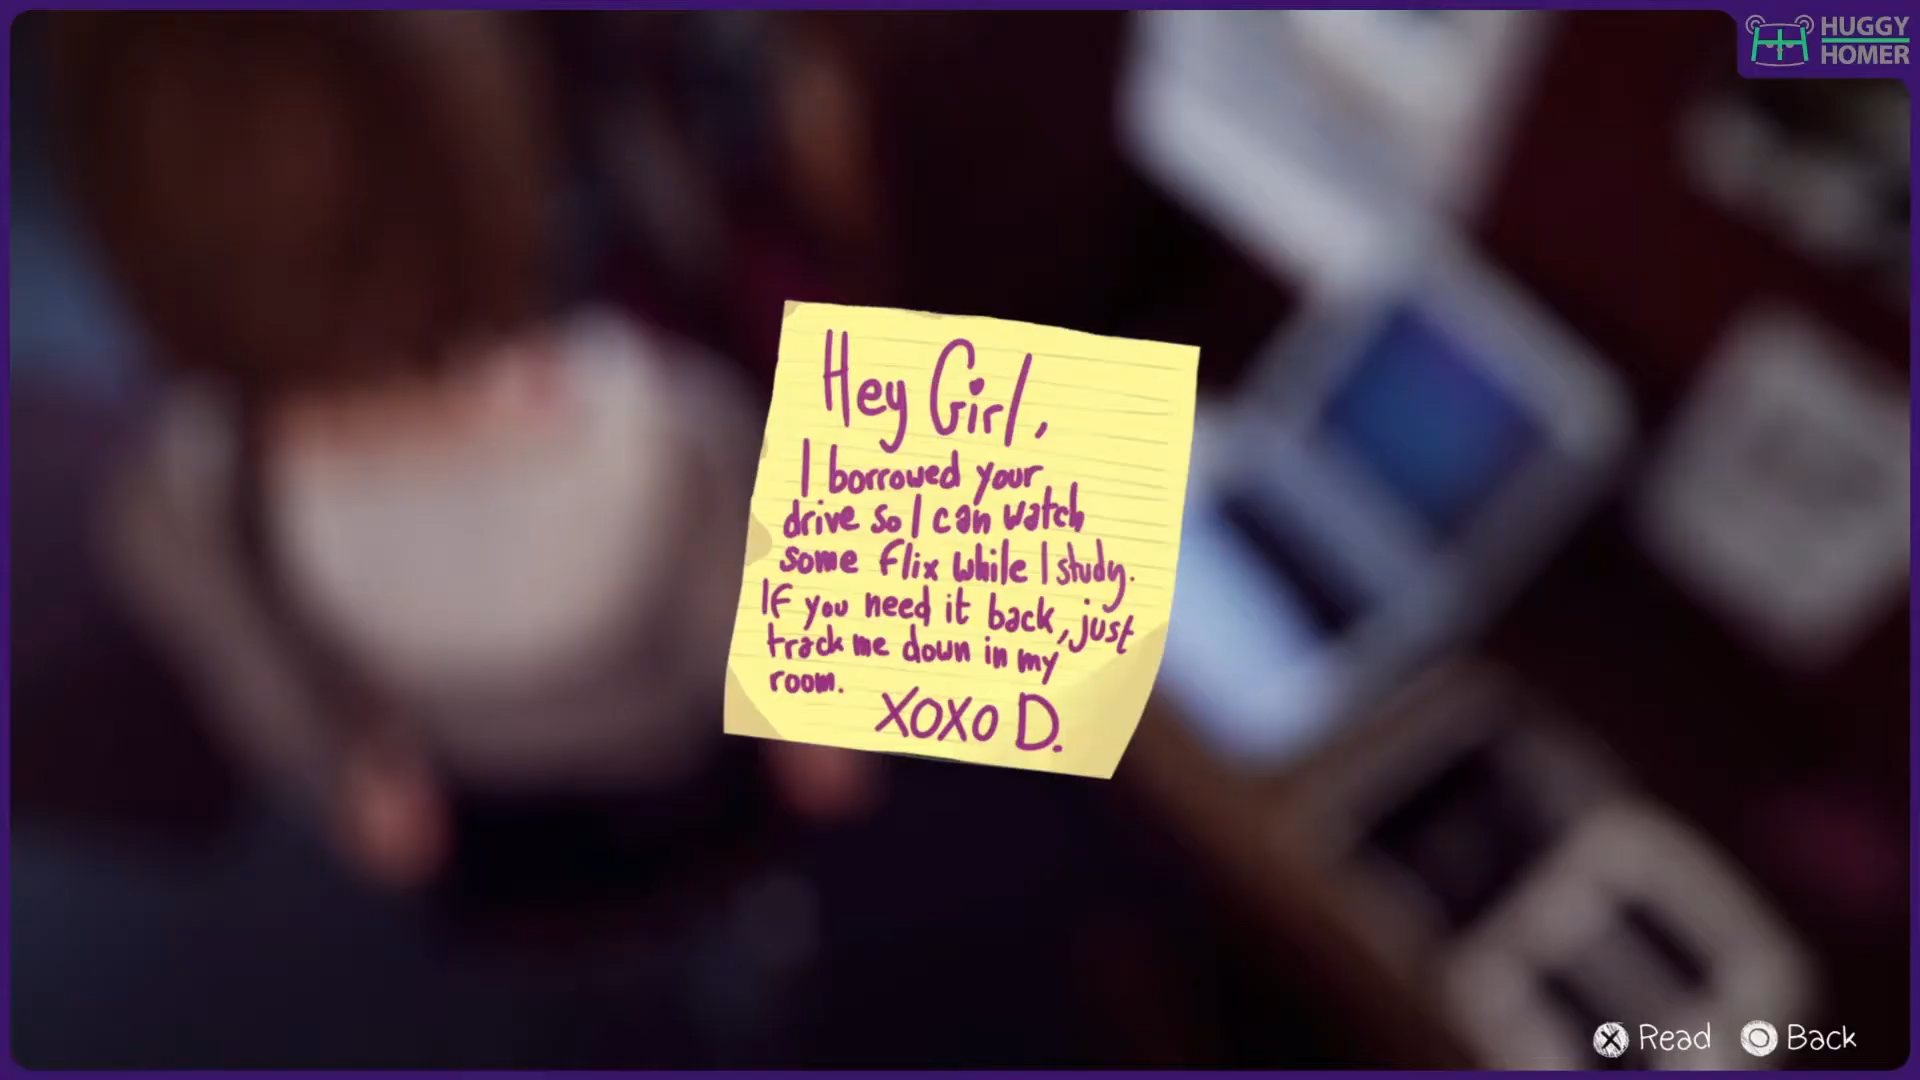 HUGGY
HOMER
Hey Girl,
I borrowed your
drive so I can watch
some flix while I study.
If you need it back, just
track me down in my
room.
XOXO D.
Read
Back